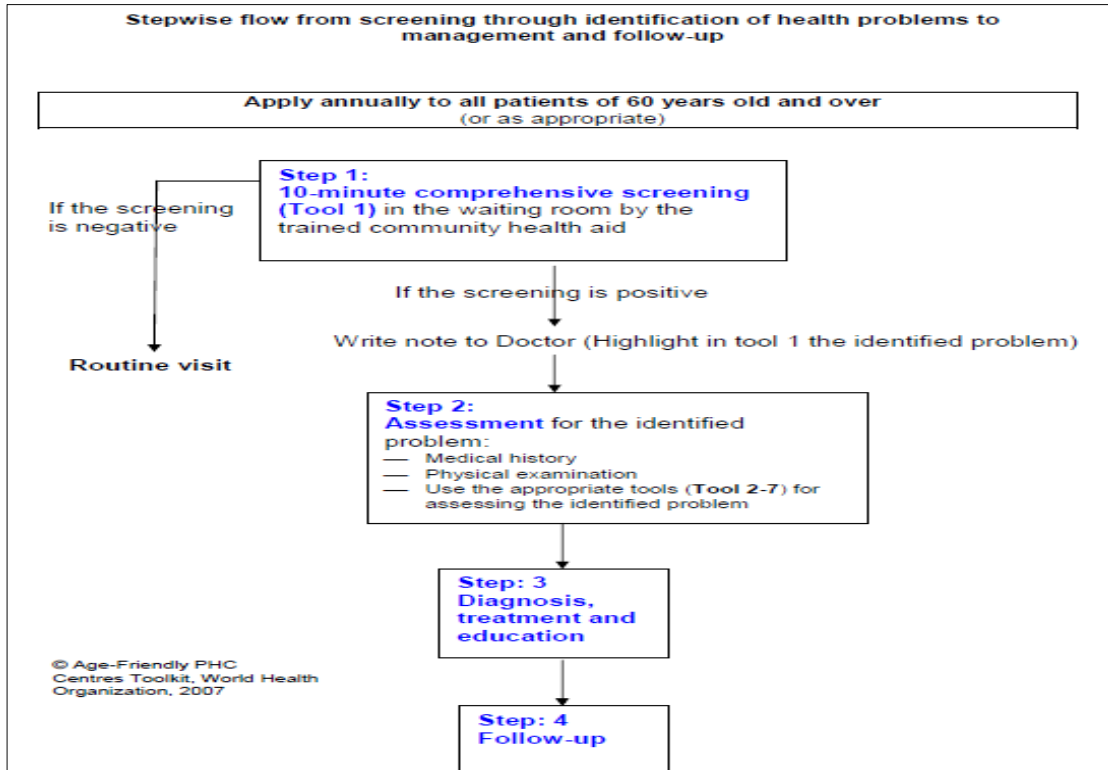 Stepwise flow from screening through identification of health problems to
management and follow-up
Apply annually to all patients of 60 years old and over
(or as appropriate)
Step 1:
10-minute comprehensive screening
(Tool 1) in the waiting room by the
trained community health aid
If the screening
is negative
If the screening is positive
Write note to Doctor (Highlight in tool 1 the identified problem)
Routine visit
Step 2:
Assessment for the identified
problem:
— Medical history
— Physical examination
— Use the appropriate tools (Tool 2-7) for
assessing the identified problem
Step: 3
Diagnosis,
treatment and
education
© Age-Friendly PHC
Centres Toolkit, World Health
Organization, 2007
Step: 4
Follow-up